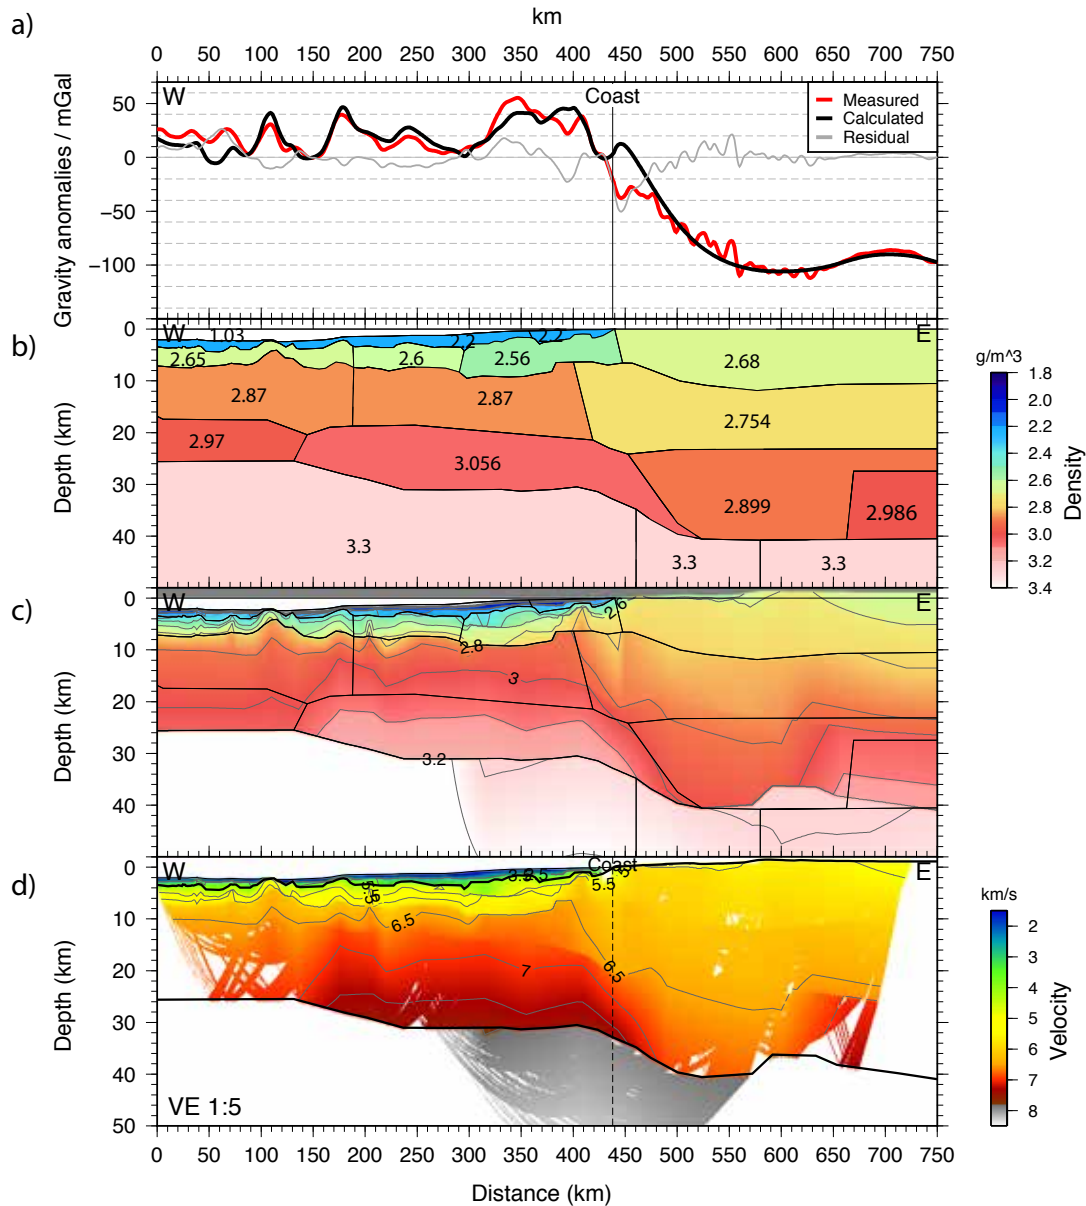 a)
km
0 50 100 150 200 250 300 350 400 450 500 550 600 650 700 750
Gravity anomalies / mGal
50
0
−50
−100
W
Coast
Measured
Calculated
Residual
b)
Depth (km)
0
10
20
30
40
W
E
1.03
2.2
2.2
2.65
2.6
2.56
2.68
2.87
2.87
2.754
2.97
3.056
2.899
2.986
3.3
3.3
3.3
g/m^3
1.8
2.0
2.2
2.4
2.6
2.8
3.0
3.2
3.4
Density
c)
Depth (km)
0
10
20
30
40
W
E
2.6
2.8
3
3.2
d)
Depth (km)
0
10
20
30
40
50
W
Coast
E
5.5
5.5
6.5
7
6.5
VE 1:5
km/s
2
3
4
5
6
7
8
Velocity
0 50 100 150 200 250 300 350 400 450 500 550 600 650 700 750
Distance (km)